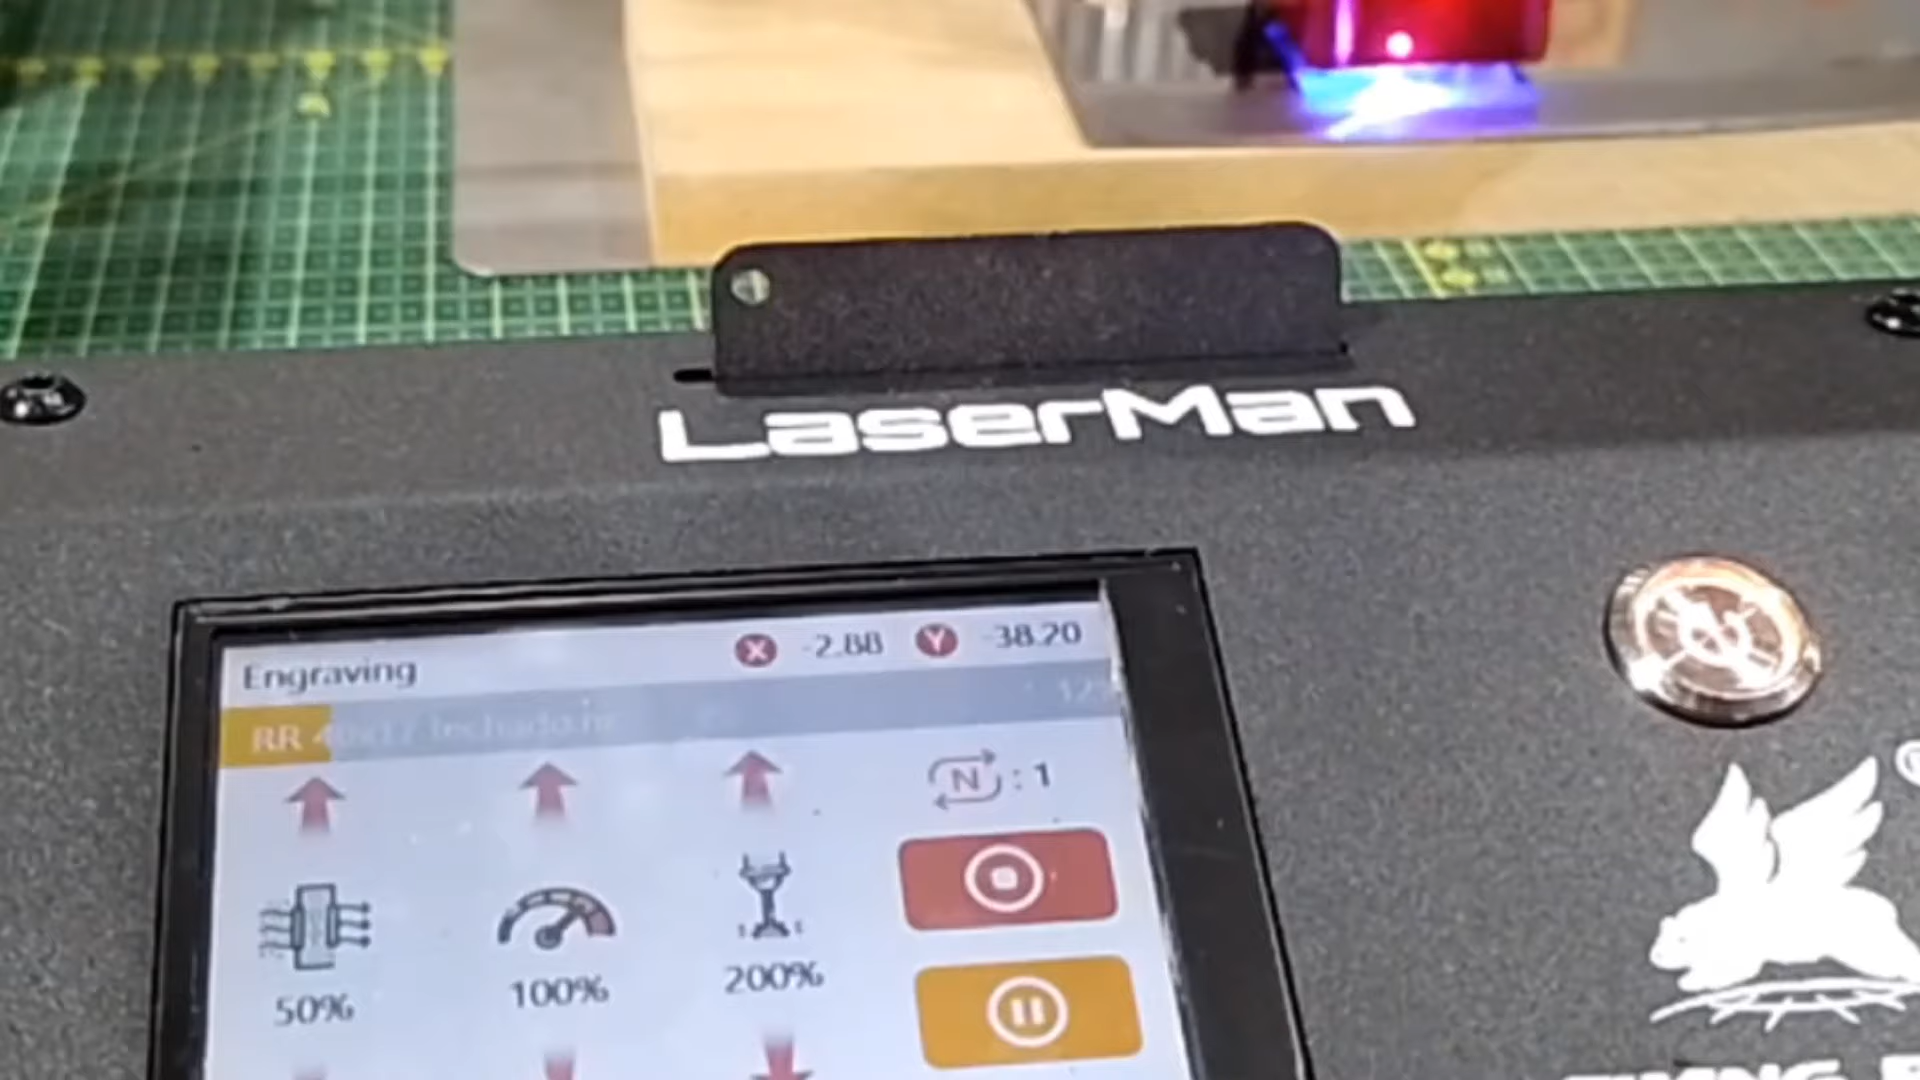 LaserMan
Engraving X -2.88 Y -38.20
RR
N : 1
50% 100% 200%